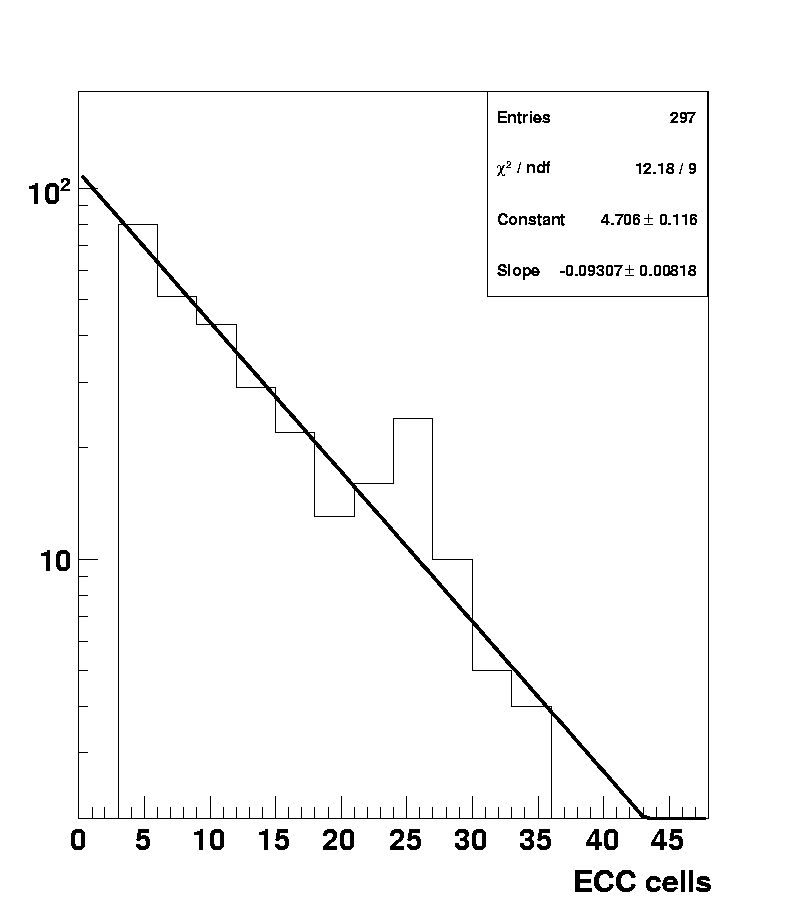 Entries 297
χ² / ndf 12.18 / 9
Constant 4.706 ± 0.116
Slope -0.09307 ± 0.00818
10²
10
0 5 10 15 20 25 30 35 40 45
ECC cells